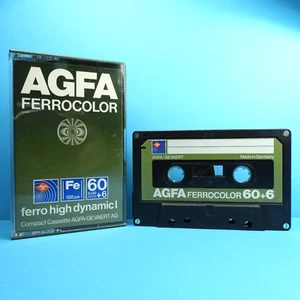 AGFA
FERROCOLOR
Fe
60
+6
ferro high dynamic I
Compact Cassette AGFA-GEVAERT AG
AGFA-GEVAERT
Made in Germany
AGFA FERROCOLOR 60+6